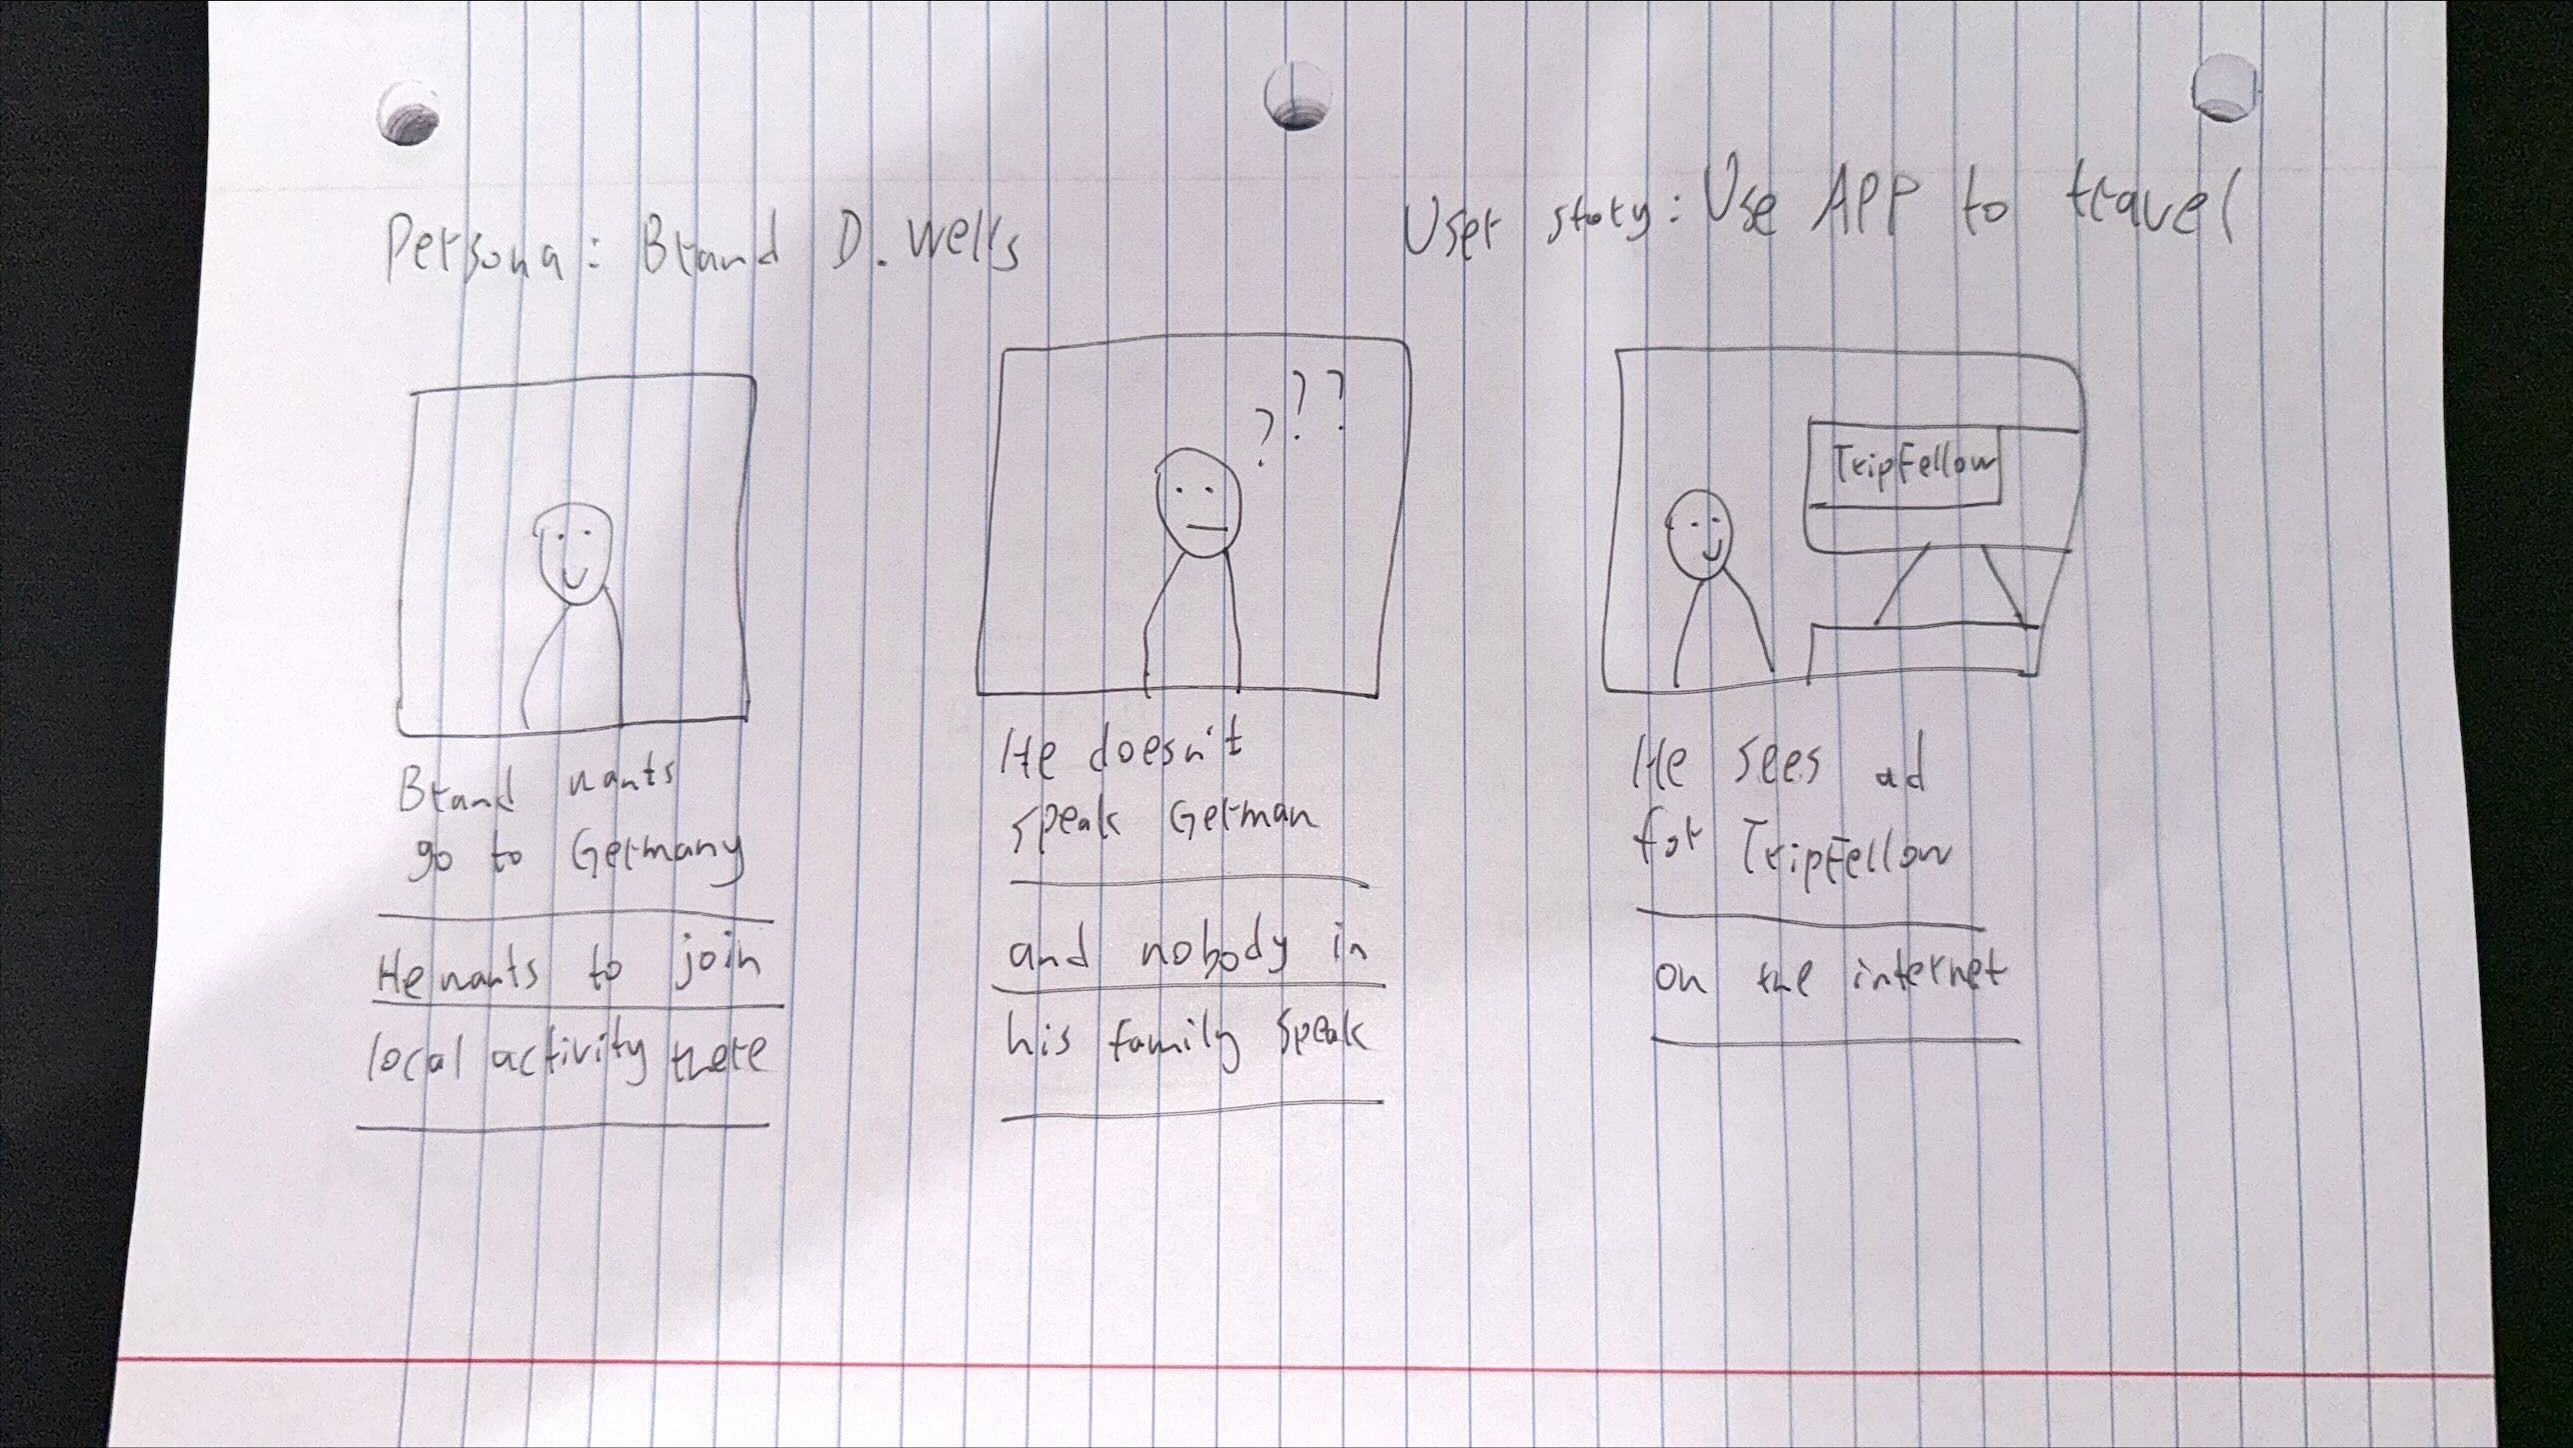 Persona: Brand D. Wells
User story: Use APP to travel
? ? ?
TripFellow
Brand wants
go to Germany
He wants to join
local activity there
He doesn't
speak German
and nobody in
his family speak
He sees ad
for TripFellow
on the internet